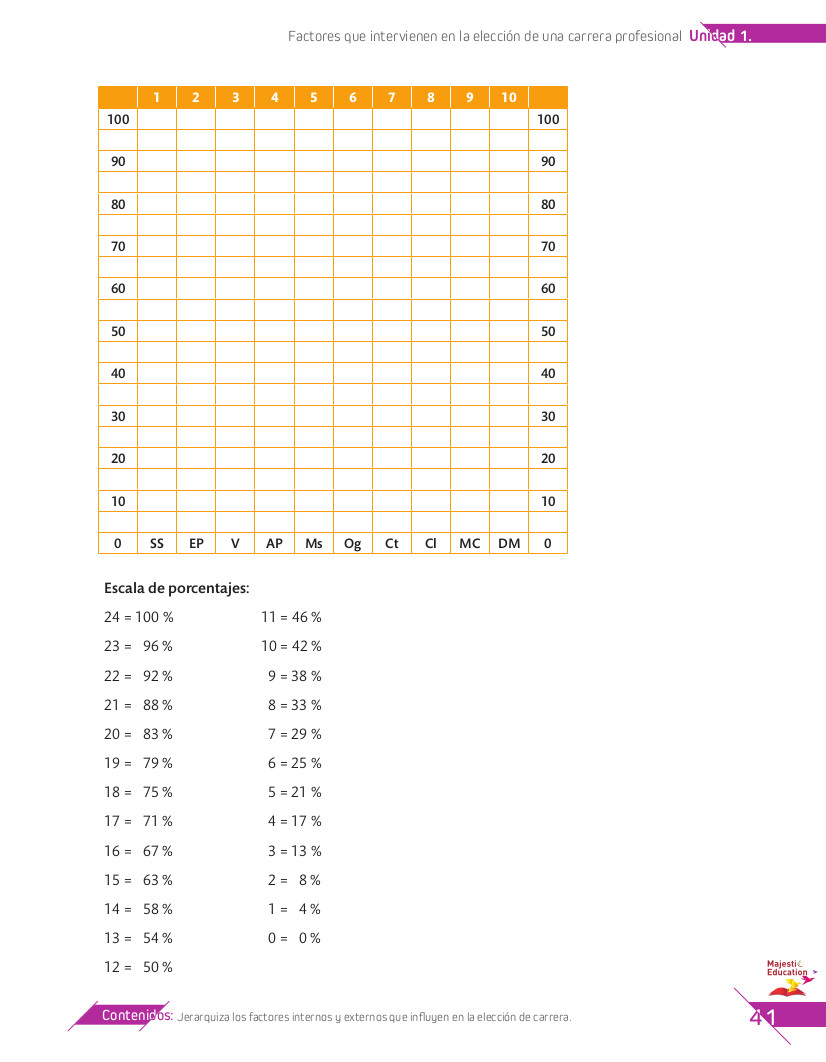 Factores que intervienen en la elección de una carrera profesional Unidad 1.
1 2 3 4 5 6 7 8 9 10
100 100
90 90
80 80
70 70
60 60
50 50
40 40
30 30
20 20
10 10
0 SS EP V AP Ms Og Ct Cl MC DM 0
Escala de porcentajes:
24 = 100 % 11 = 46 %
23 = 96 % 10 = 42 %
22 = 92 % 9 = 38 %
21 = 88 % 8 = 33 %
20 = 83 % 7 = 29 %
19 = 79 % 6 = 25 %
18 = 75 % 5 = 21 %
17 = 71 % 4 = 17 %
16 = 67 % 3 = 13 %
15 = 63 % 2 = 8 %
14 = 58 % 1 = 4 %
13 = 54 % 0 = 0 %
12 = 50 %
Majestic
Education
Contenidos: Jerarquiza los factores internos y externos que influyen en la elección de carrera.
41